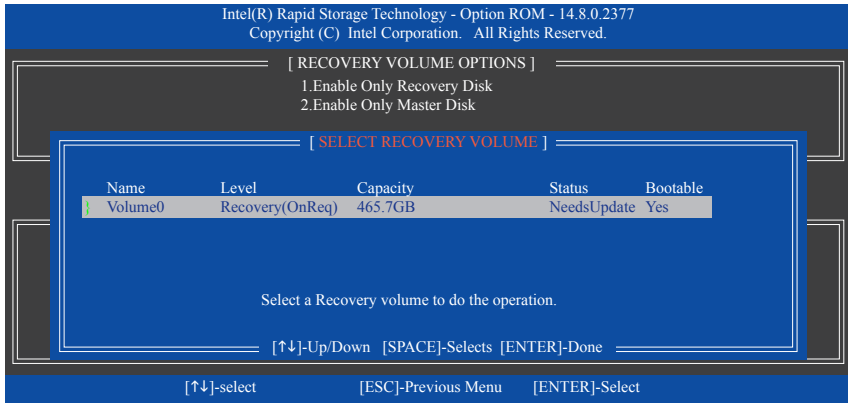 Intel(R) Rapid Storage Technology - Option ROM - 14.8.0.2377
Copyright (C) Intel Corporation. All Rights Reserved.
[ RECOVERY VOLUME OPTIONS ]
1.Enable Only Recovery Disk
2.Enable Only Master Disk
[ SELECT RECOVERY VOLUME ]
Name Level Capacity Status Bootable
Volume0 Recovery(OnReq) 465.7GB NeedsUpdate Yes
Select a Recovery volume to do the operation.
[↑↓]-Up/Down [SPACE]-Selects [ENTER]-Done
[↑↓]-select [ESC]-Previous Menu [ENTER]-Select